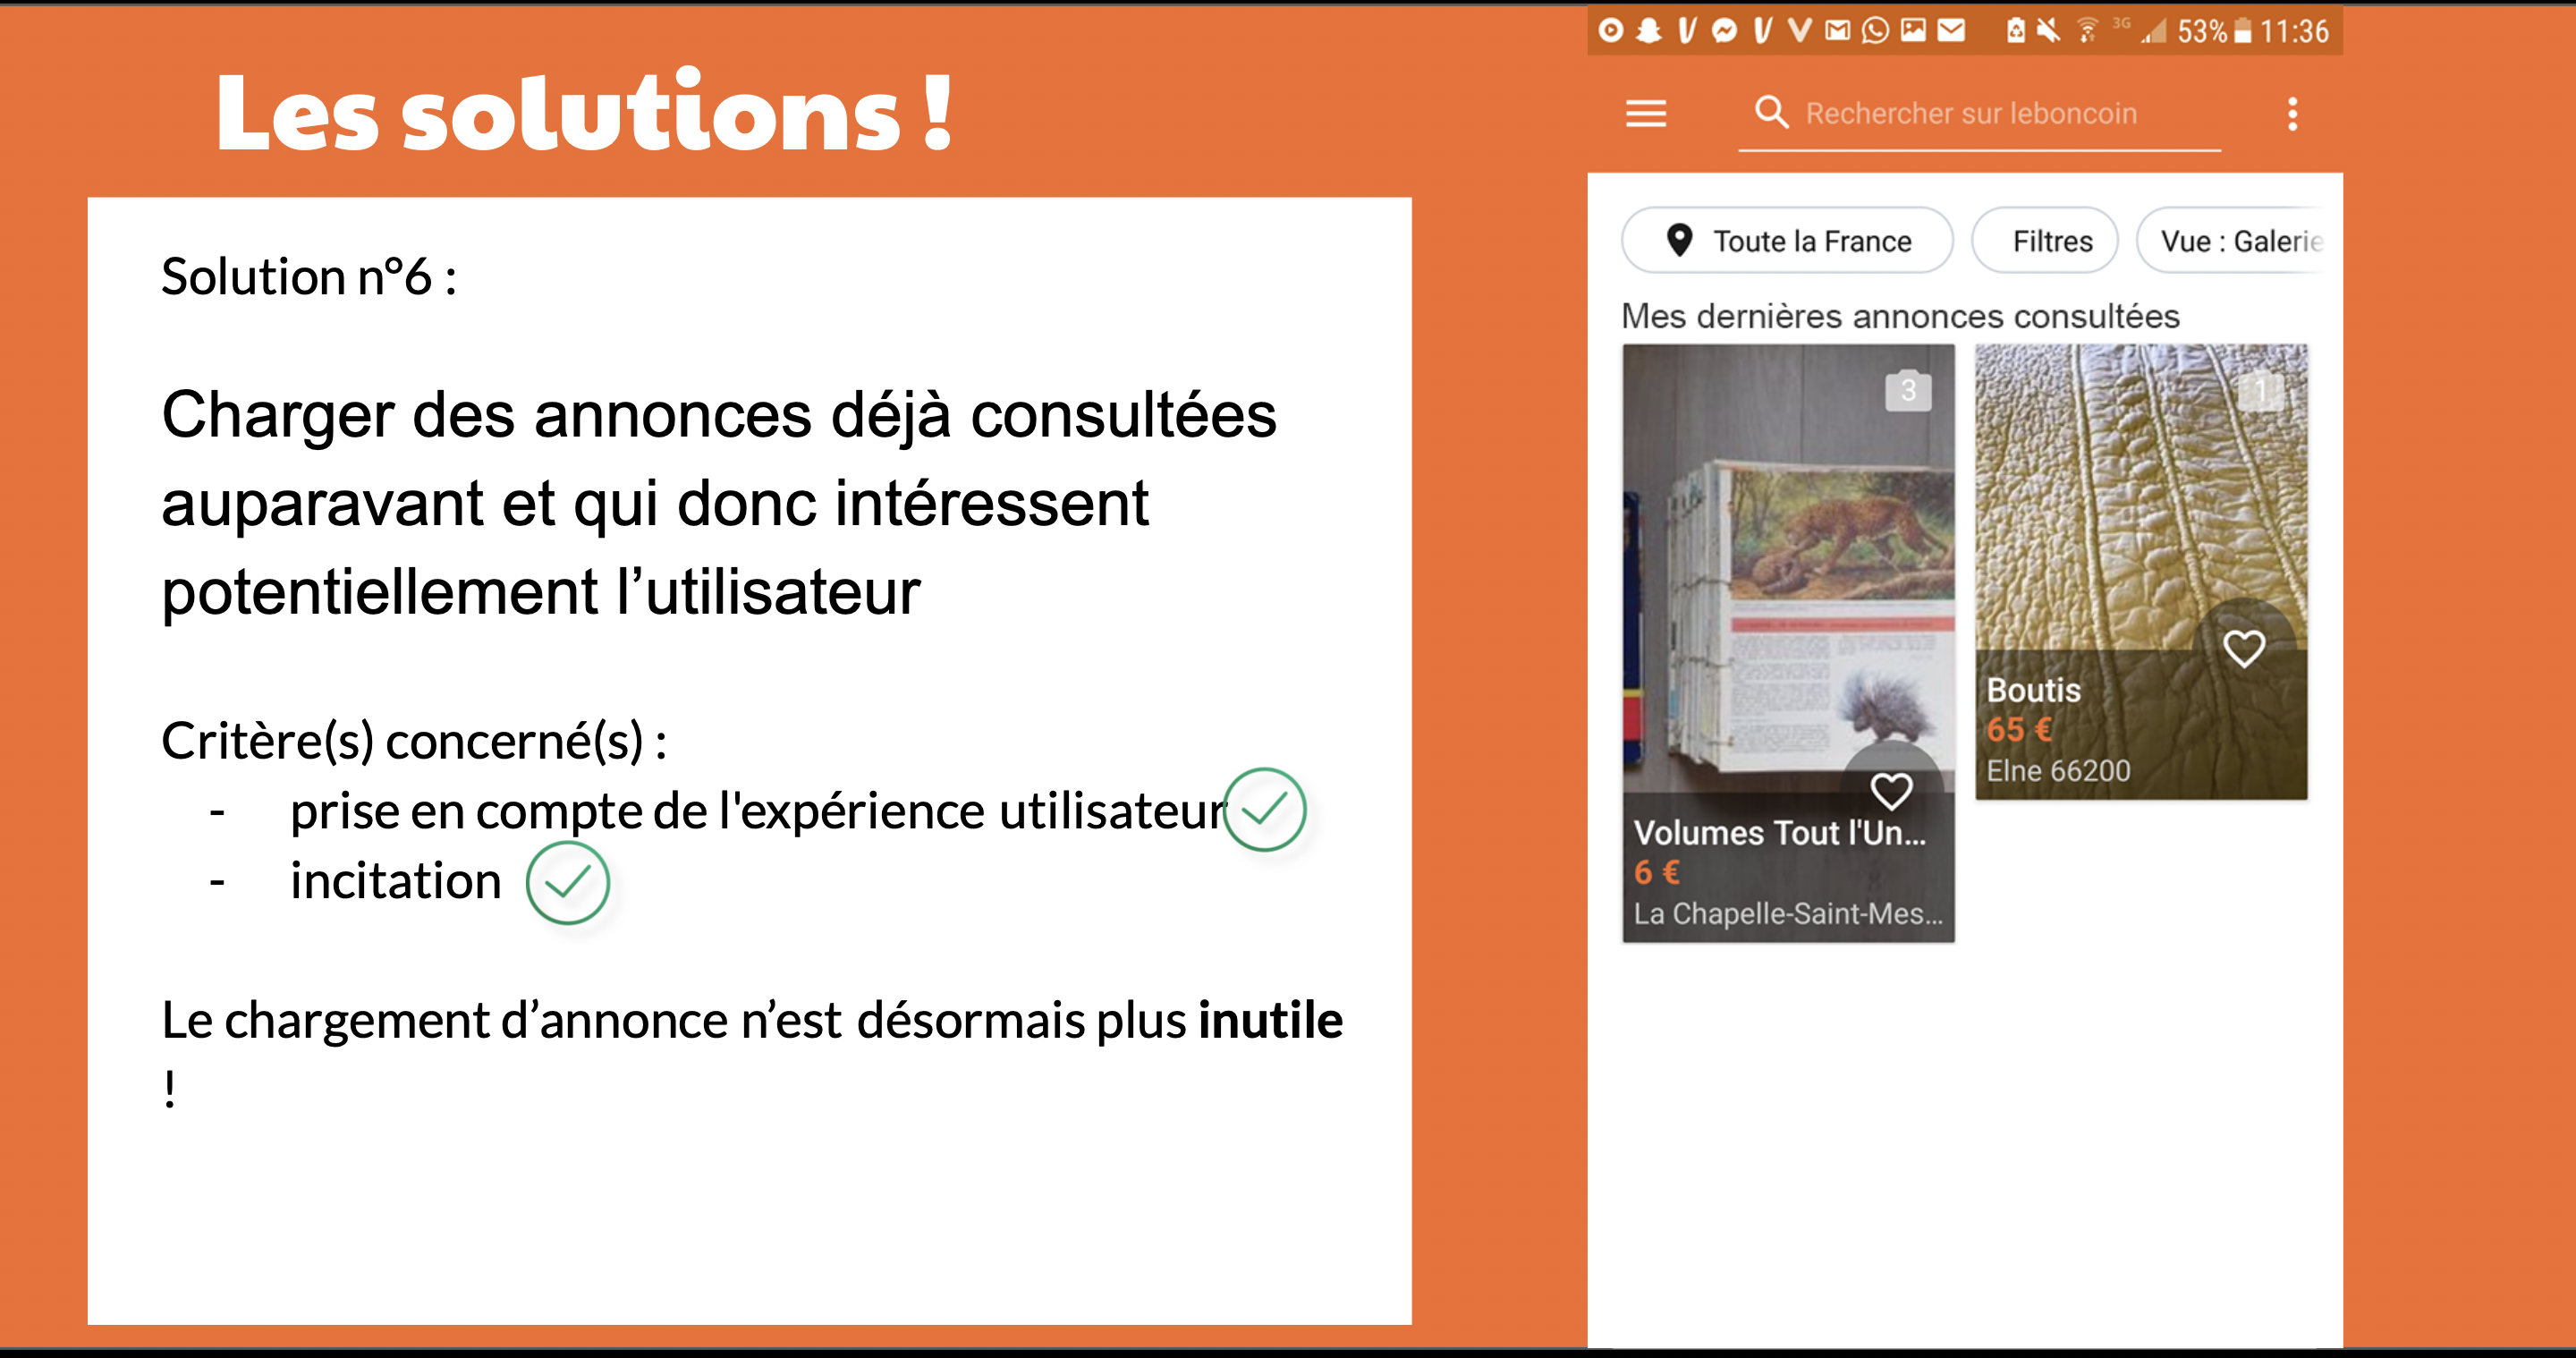 Les solutions !
Solution n°6 :
Charger des annonces déjà consultées
auparavant et qui donc intéressent
potentiellement l’utilisateur
Critère(s) concerné(s) :
- prise en compte de l'expérience utilisateur
- incitation
Le chargement d’annonce n’est désormais plus inutile
!
3G 53% 11:36
Rechercher sur leboncoin
Toute la France
Filtres
Vue : Galerie
Mes dernières annonces consultées
3
Volumes Tout l'Un...
6 €
La Chapelle-Saint-Mes...
1
Boutis
65 €
Elne 66200